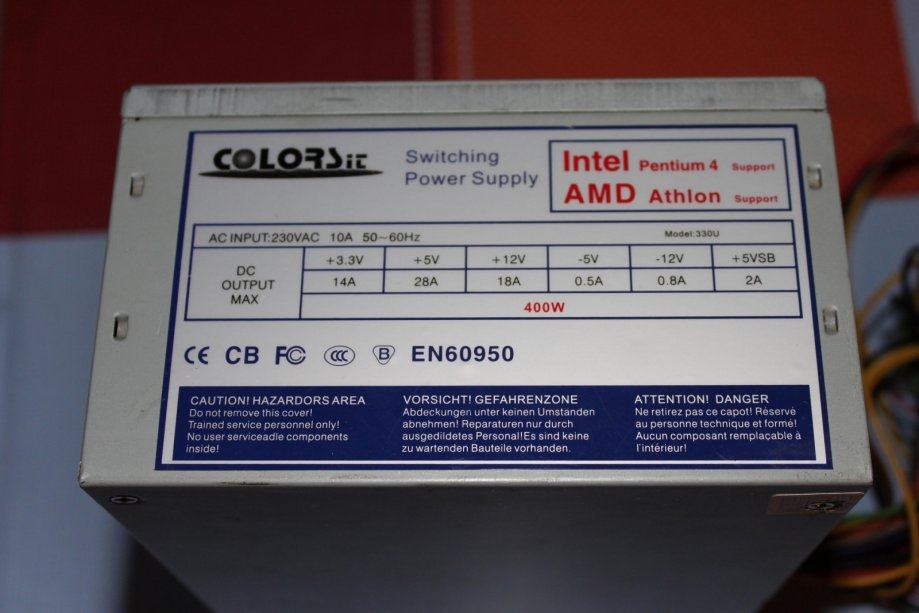 COLORSiT
Switching
Power Supply
Intel Pentium 4 Support
AMD Athlon Support
AC INPUT:230VAC 10A 50~60Hz
Model:330U
DC
OUTPUT
MAX
+3.3V +5V +12V -5V -12V +5VSB
14A 28A 18A 0.5A 0.8A 2A
400W
CE CB FC CCC B EN60950
CAUTION! HAZARDORS AREA
Do not remove this cover!
Trained service personnel only!
No user serviceadle components
inside!
VORSICHT! GEFAHRENZONE
Abdeckungen unter keinen Umstanden
abnehmen! Reparaturen nur durch
ausgedildetes Personal!Es sind keine
zu wartenden Bauteile vorhanden.
ATTENTION! DANGER
Ne retirez pas ce capot! Réservé
au personne technique et formé!
Aucun composant remplaçable à
l'intérieur!